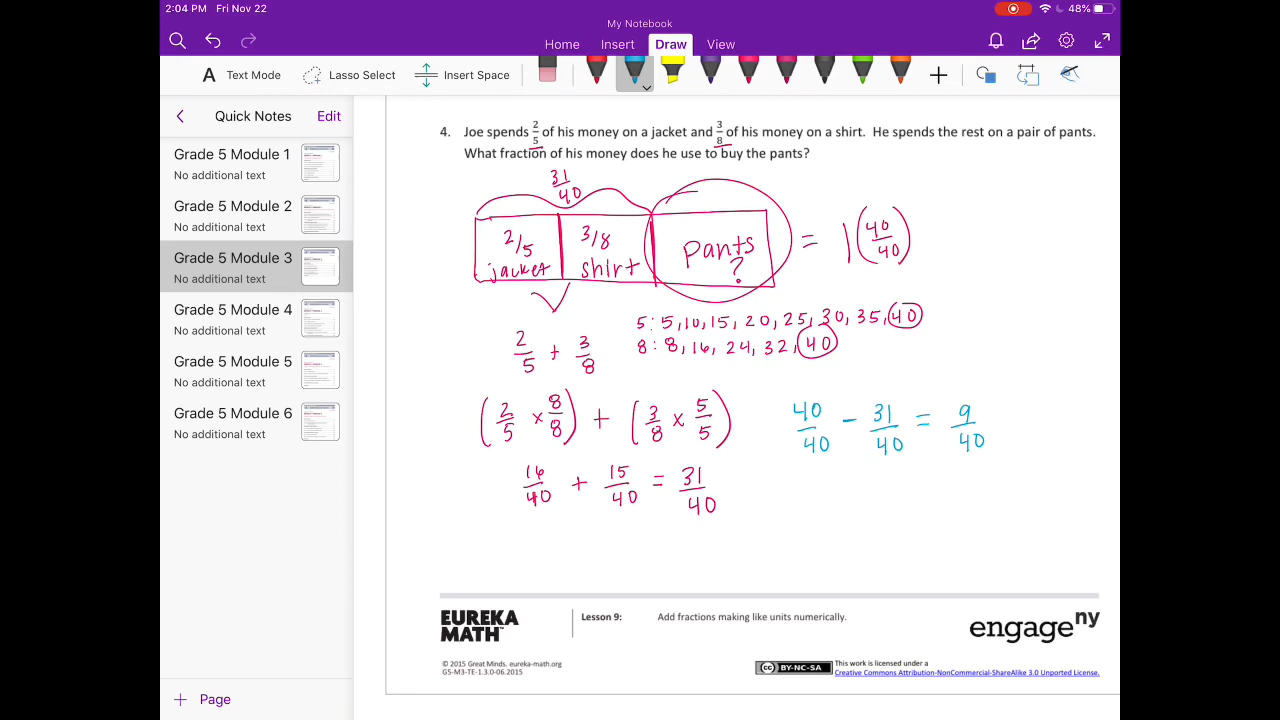 2:04 PM Fri Nov 22
48%
My Notebook
Home Insert Draw View
A Text Mode Lasso Select Insert Space
Quick Notes Edit
Grade 5 Module 1
No additional text
Grade 5 Module 2
No additional text
Grade 5 Module 3
No additional text
Grade 5 Module 4
No additional text
Grade 5 Module 5
No additional text
Grade 5 Module 6
No additional text
+ Page
4. Joe spends 2/5 of his money on a jacket and 3/8 of his money on a shirt. He spends the rest on a pair of pants.
What fraction of his money does he use to buy the pants?
31/40
2/5 3/8 Pants = 1 (40/40)
jacket shirt ?
5: 5, 10, 15, 20, 25, 30, 35, 40
8: 8, 16, 24, 32, 40
2/5 + 3/8
(2/5 × 8/8) + (3/8 × 5/5)
40/40 - 31/40 = 9/40
16/40 + 15/40 = 31/40
EUREKA
MATH™
Lesson 9: Add fractions making like units numerically.
engageny
© 2015 Great Minds. eureka-math.org
G5-M3-TE-1.3.0-06.2015
cc BY-NC-SA
This work is licensed under a
Creative Commons Attribution-NonCommercial-ShareAlike 3.0 Unported License.